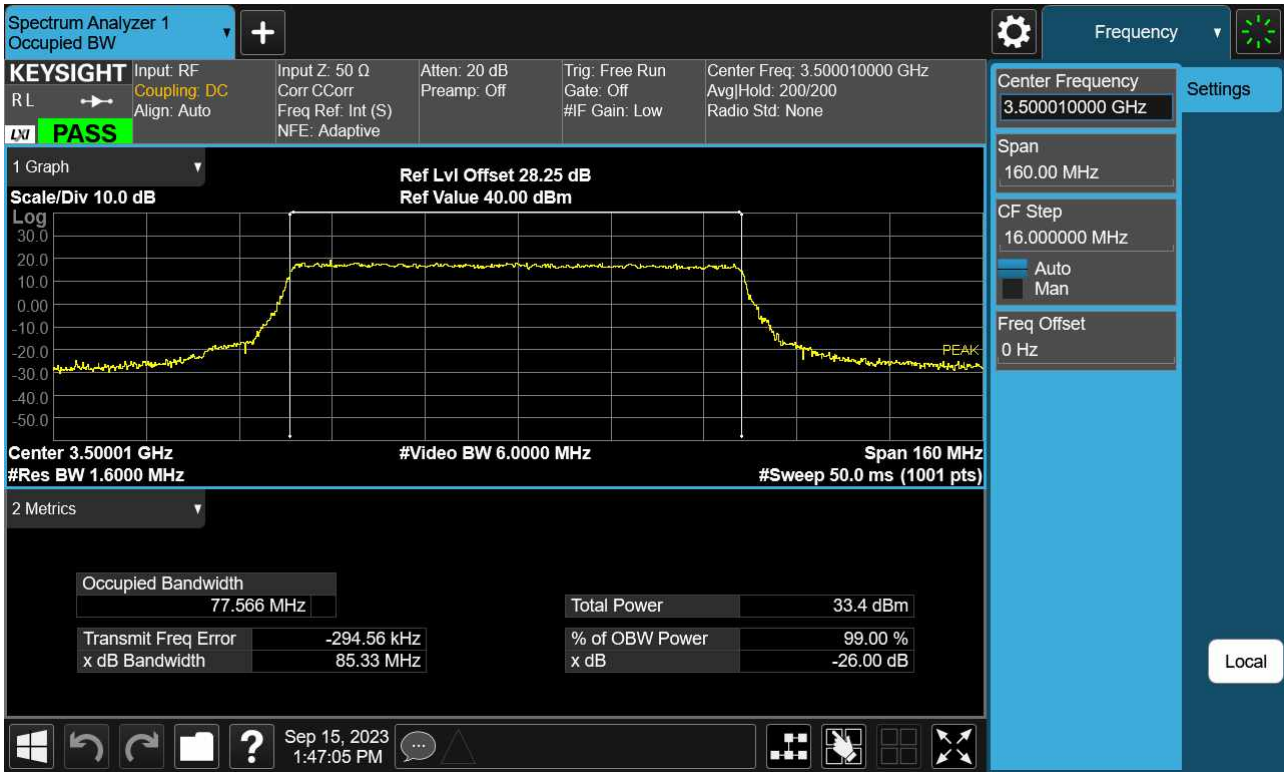 Spectrum Analyzer 1
Occupied BW
+
Frequency
KEYSIGHT
RL
LXI
PASS
Input: RF
Coupling: DC
Align: Auto
Input Z: 50 Ω
Corr CCorr
Freq Ref: Int (S)
NFE: Adaptive
Atten: 20 dB
Preamp: Off
Trig: Free Run
Gate: Off
#IF Gain: Low
Center Freq: 3.500010000 GHz
Avg|Hold: 200/200
Radio Std: None
Center Frequency
3.500010000 GHz
Settings
Span
160.00 MHz
CF Step
16.000000 MHz
Auto
Man
Freq Offset
0 Hz
Local
1 Graph
Scale/Div 10.0 dB
Ref Lvl Offset 28.25 dB
Ref Value 40.00 dBm
Log
30.0
20.0
10.0
0.00
-10.0
-20.0
-30.0
-40.0
-50.0
PEAK
Center 3.50001 GHz
#Video BW 6.0000 MHz
Span 160 MHz
#Res BW 1.6000 MHz
#Sweep 50.0 ms (1001 pts)
2 Metrics
Occupied Bandwidth
77.566 MHz
Total Power 33.4 dBm
Transmit Freq Error -294.56 kHz
% of OBW Power 99.00 %
x dB Bandwidth 85.33 MHz
x dB -26.00 dB
?
Sep 15, 2023
1:47:05 PM